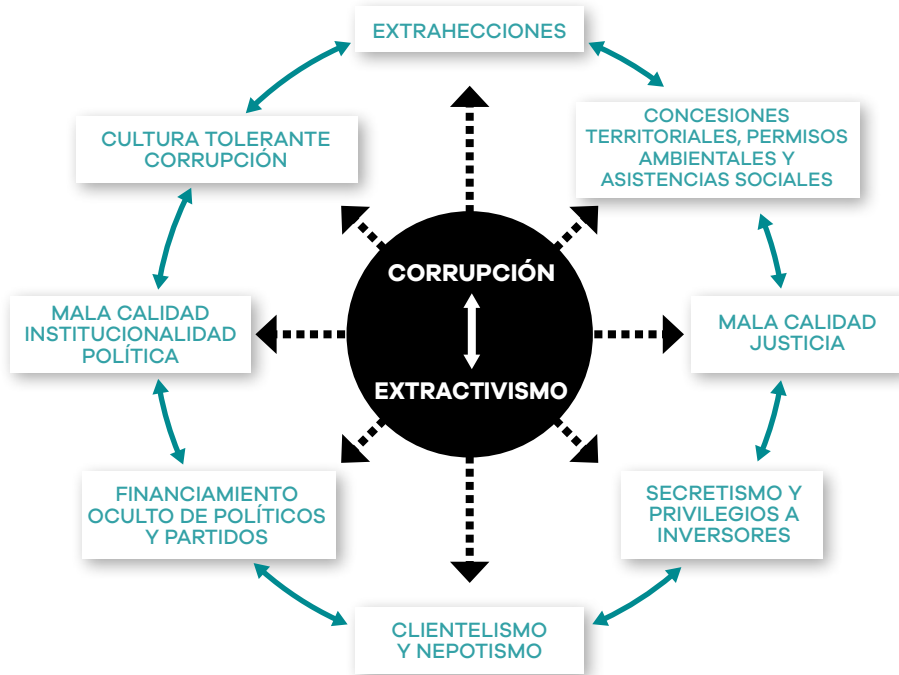 EXTRAHECCIONES
CULTURA TOLERANTE
CORRUPCIÓN
CONCESIONES
TERRITORIALES, PERMISOS
AMBIENTALES Y
ASISTENCIAS SOCIALES
CORRUPCIÓN
EXTRACTIVISMO
MALA CALIDAD
INSTITUCIONALIDAD
POLÍTICA
MALA CALIDAD
JUSTICIA
FINANCIAMIENTO
OCULTO DE POLÍTICOS
Y PARTIDOS
SECRETISMO Y
PRIVILEGIOS A
INVERSORES
CLIENTELISMO
Y NEPOTISMO